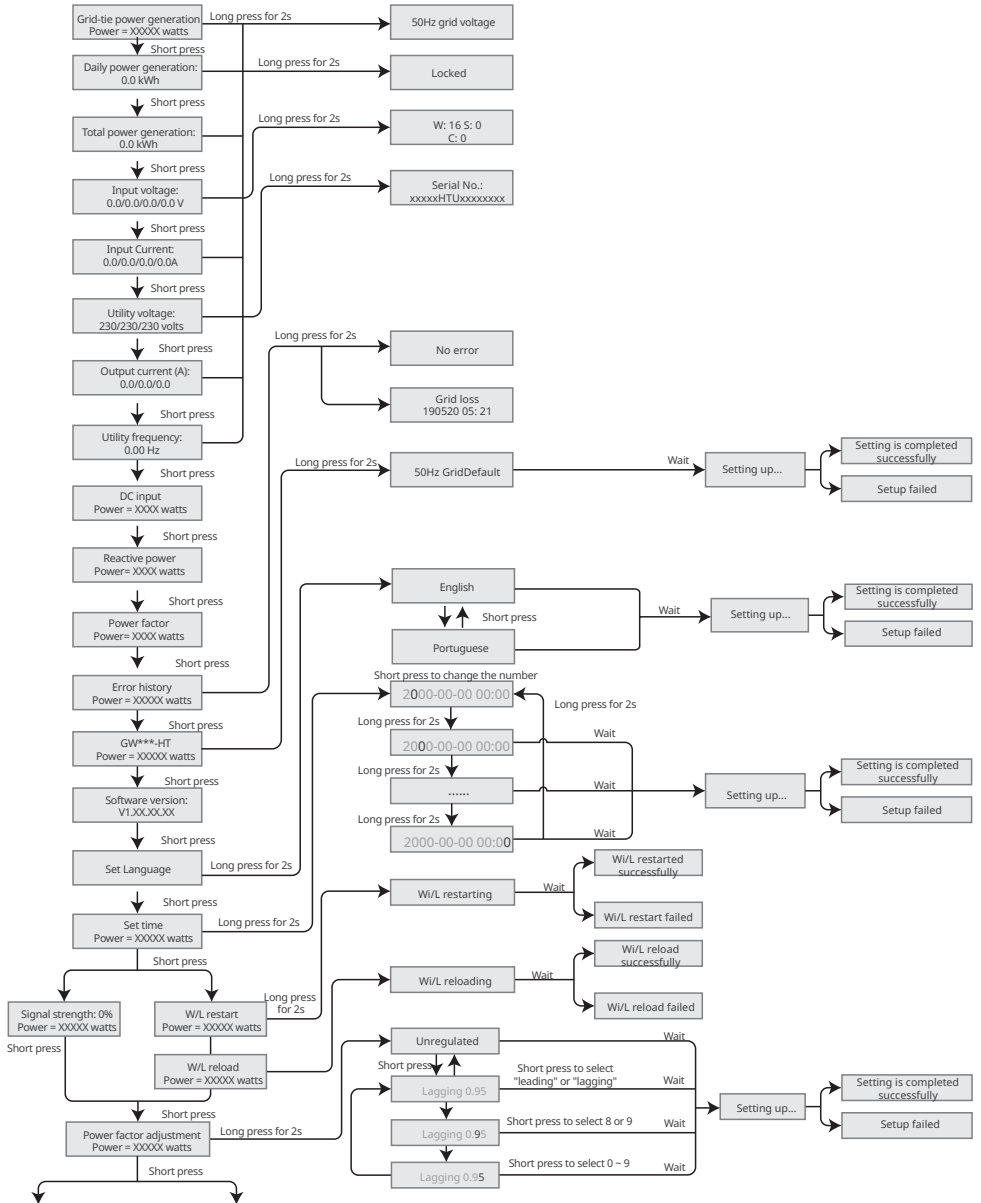 Grid-tie power generation
Power = XXXXX watts
Long press for 2s
50Hz grid voltage
Short press
Daily power generation:
0.0 kWh
Long press for 2s
Locked
Short press
Total power generation:
0.0 kWh
Long press for 2s
W: 16 S: 0
C: 0
Short press
Input voltage:
0.0/0.0/0.0/0.0 V
Long press for 2s
Serial No.:
xxxxxHTUxxxxxxxx
Short press
Input Current:
0.0/0.0/0.0/0.0A
Short press
Utility voltage:
230/230/230 volts
Long press for 2s
No error
Short press
Output current (A):
0.0/0.0/0.0
Grid loss
190520 05: 21
Short press
Utility frequency:
0.00 Hz
Long press for 2s
50Hz GridDefault
Wait
Setting up...
Setting is completed
successfully
Setup failed
Short press
DC input
Power = XXXX watts
Short press
Reactive power
Power= XXXX watts
Short press
Power factor
Power= XXXX watts
English
Short press
Portuguese
Wait
Setting up...
Setting is completed
successfully
Setup failed
Short press
Error history
Power = XXXXX watts
Short press to change the number
2000-00-00 00:00
Long press for 2s
Short press
GW***-HT
Power = XXXXX watts
Long press for 2s
2000-00-00 00:00
Wait
Short press
Software version:
V1.XX.XX.XX
Long press for 2s
......
Wait
Setting up...
Setting is completed
successfully
Setup failed
Long press for 2s
2000-00-00 00:00
Wait
Short press
Set Language
Long press for 2s
Wi/L restarting
Wait
Wi/L restarted
successfully
Wi/L restart failed
Short press
Set time
Power = XXXXX watts
Long press for 2s
Short press
Wi/L reloading
Wait
Wi/L reload
successfully
Wi/L reload failed
Signal strength: 0%
Power = XXXXX watts
W/L restart
Power = XXXXX watts
Long press
for 2s
Short press
W/L reload
Power = XXXXX watts
Unregulated
Wait
Short press
Short press to select
"leading" or "lagging"
Lagging 0.95
Wait
Short press
Power factor adjustment
Power = XXXXX watts
Long press for 2s
Lagging 0.95
Short press to select 8 or 9
Wait
Setting up...
Setting is completed
successfully
Setup failed
Short press
Lagging 0.95
Short press to select 0 ~ 9
Wait